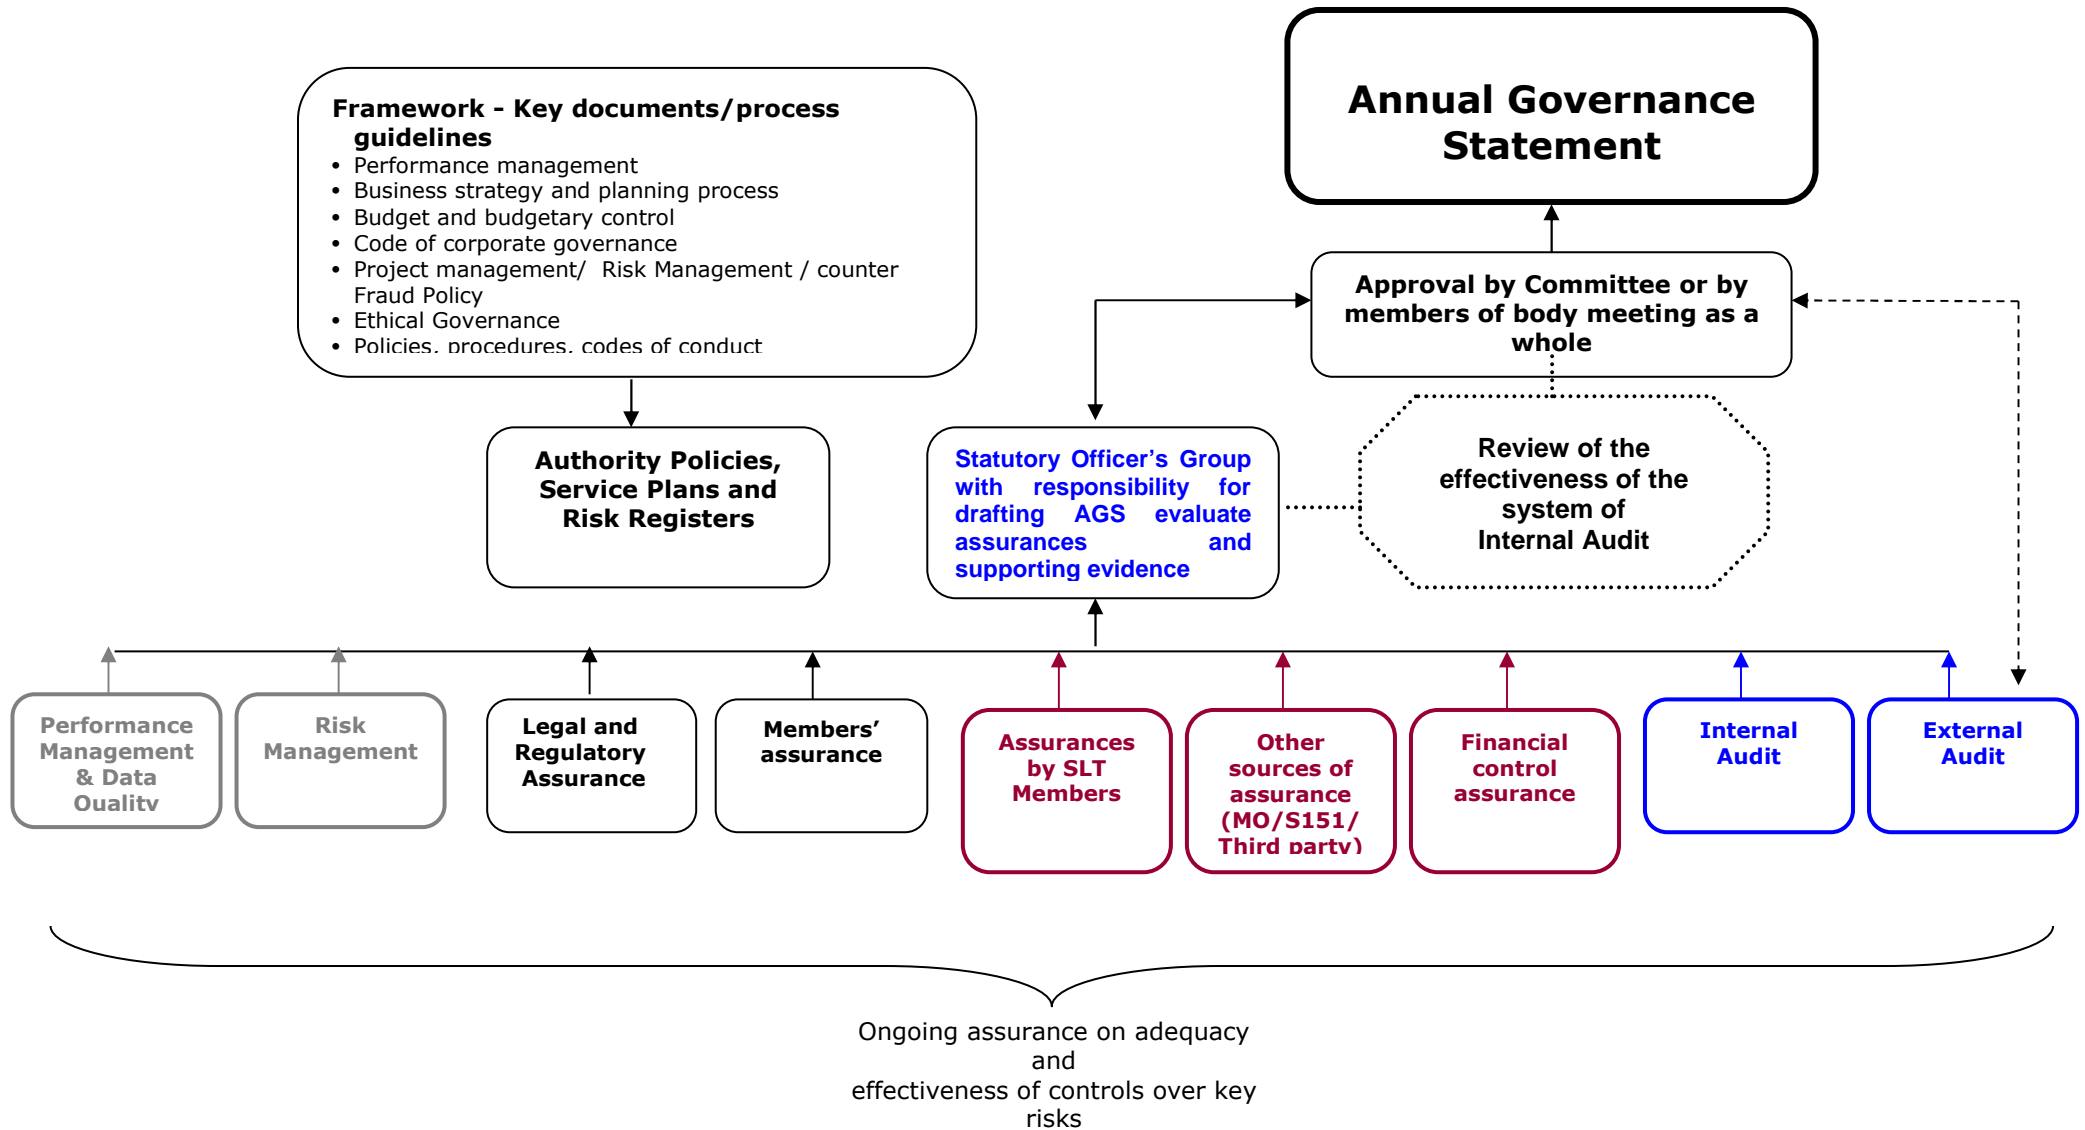 Annual Governance
Statement
Framework - Key documents/process
guidelines
• Performance management
• Business strategy and planning process
• Budget and budgetary control
• Code of corporate governance
• Project management/  Risk Management / counter
Fraud Policy
• Ethical Governance
• Policies, procedures, codes of conduct
Approval by Committee or by
members of body meeting as a
whole
Authority Policies,
Service Plans and
Risk Registers
Statutory Officer’s Group
with responsibility for
drafting AGS evaluate
assurances and
supporting evidence
Review of the
effectiveness of the
system of
Internal Audit
Performance
Management
& Data
Quality
Risk
Management
Legal and
Regulatory
Assurance
Members’
assurance
Assurances
by SLT
Members
Other
sources of
assurance
(MO/S151/
Third party)
Financial
control
assurance
Internal
Audit
External
Audit
Ongoing assurance on adequacy
and
effectiveness of controls over key
risks